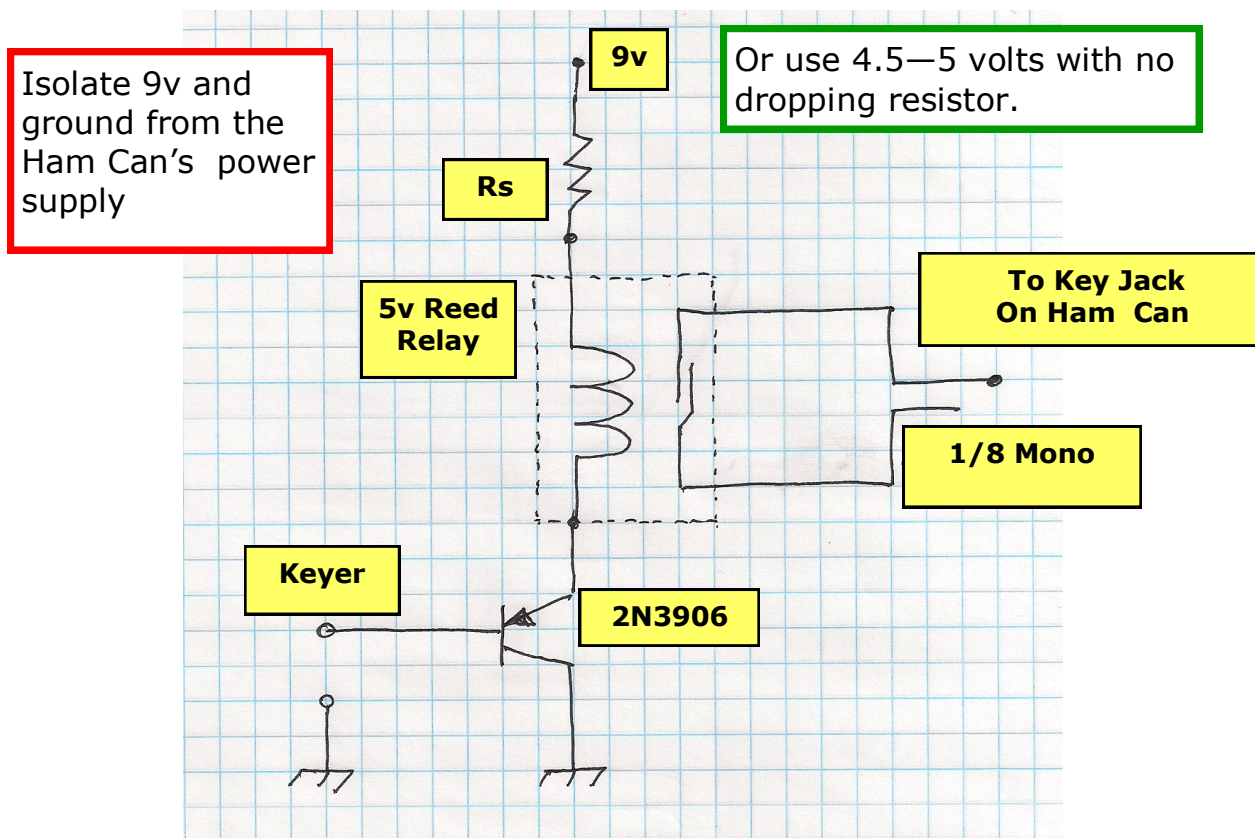 9v
Or use 4.5—5 volts with no
dropping resistor.
Isolate 9v and
ground from the
Ham Can’s power
supply
Rs
To Key Jack
On Ham Can
5v Reed
Relay
1/8 Mono
Keyer
2N3906